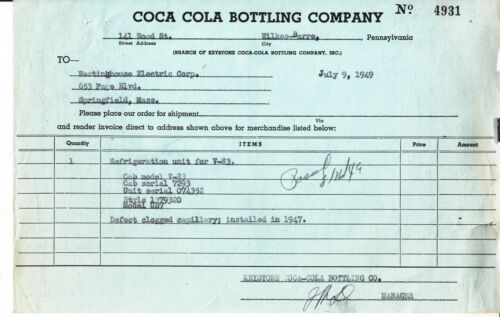 COCA COLA BOTTLING COMPANY
No 4931
141 Wood St. Wilkes-Barre, Pennsylvania
Street Address City
(BRANCH OF KEYSTONE COCA-COLA BOTTLING COMPANY, INC.)
TO—
Westinghouse Electric Corp. July 9, 1949
653 Page Blvd.
Springfield, Mass.
Please place our order for shipment
Via
and render invoice direct to address shown above for merchandise listed below:
Quantity ITEMS Price Amount
1 Refrigeration unit for V-83.
Cab model V-83
Cab serial 7293
Unit serial 074352
Style 1379320
Model UB7
Defect clogged capillary; installed in 1947.
KEYSTONE COCA-COLA BOTTLING CO.
MANAGER